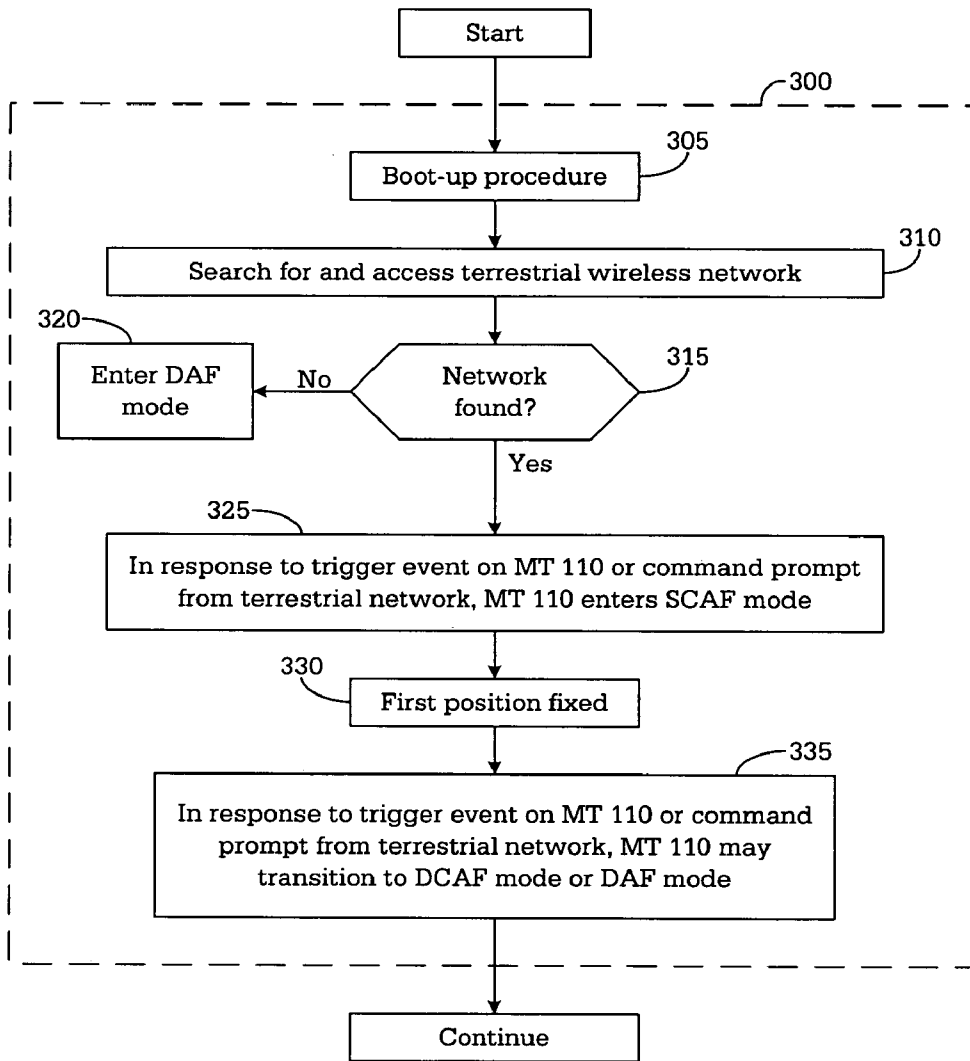 Start
300
Boot-up procedure
305
Search for and access terrestrial wireless network
310
320
Enter DAF
mode
No
Network
found?
315
Yes
325
In response to trigger event on MT 110 or command prompt
from terrestrial network, MT 110 enters SCAF mode
330
First position fixed
335
In response to trigger event on MT 110 or command
prompt from terrestrial network, MT 110 may
transition to DCAF mode or DAF mode
Continue